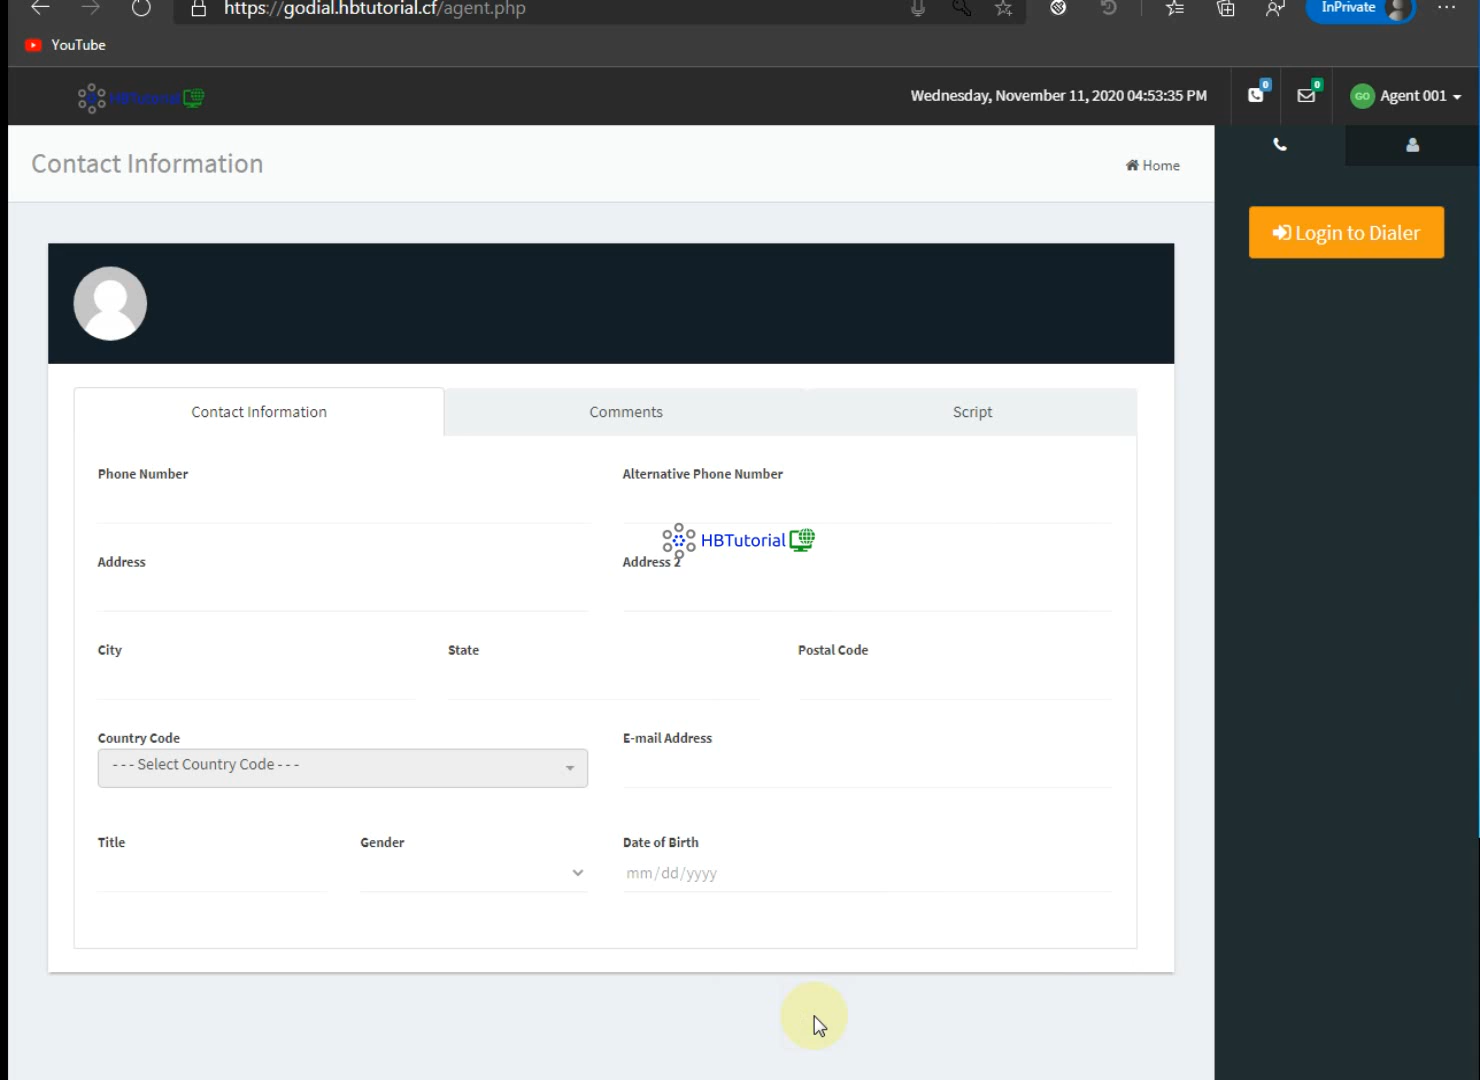 https://godial.hbtutorial.cf/agent.php
InPrivate
YouTube
HBTutorial
Wednesday, November 11, 2020 04:53:35 PM
0
0
GO Agent 001
Contact Information
Home
Login to Dialer
Contact Information
Comments
Script
Phone Number
Alternative Phone Number
HBTutorial
Address
Address 2
City
State
Postal Code
Country Code
E-mail Address
- - - Select Country Code - - -
Title
Gender
Date of Birth
mm/dd/yyyy